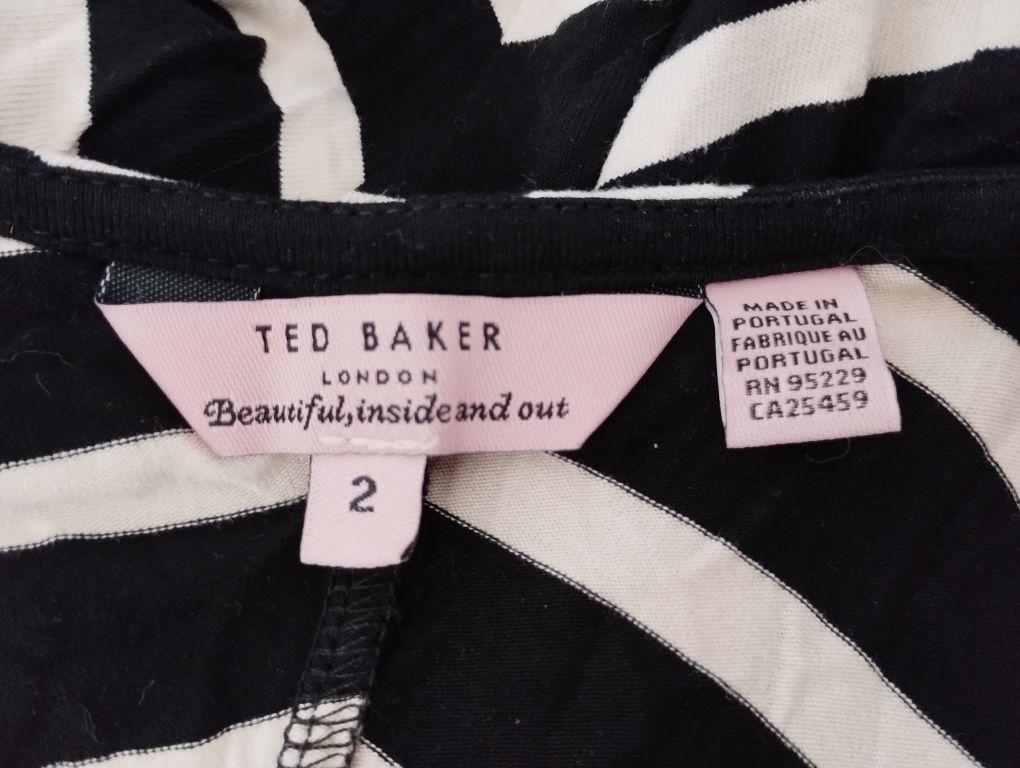 TED BAKER
LONDON
Beautiful, inside and out
2
MADE IN
PORTUGAL
FABRIQUE AU
PORTUGAL
RN 95229
CA25459